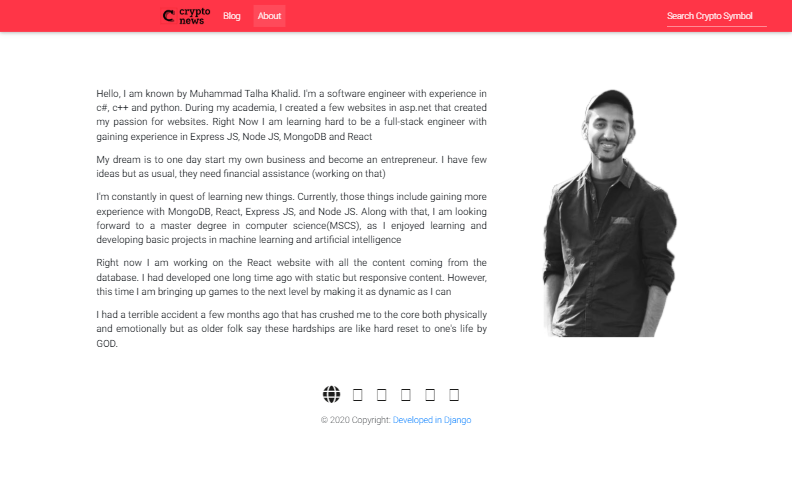 crypto
news
Blog
About
Search Crypto Symbol
Hello, I am known by Muhammad Talha Khalid. I'm a software engineer with experience in
c#, c++ and python. During my academia, I created a few websites in asp.net that created
my passion for websites. Right Now I am learning hard to be a full-stack engineer with
gaining experience in Express JS, Node JS, MongoDB and React
My dream is to one day start my own business and become an entrepreneur. I have few
ideas but as usual, they need financial assistance (working on that)
I'm constantly in quest of learning new things. Currently, those things include gaining more
experience with MongoDB, React, Express JS, and Node JS. Along with that, I am looking
forward to a master degree in computer science(MSCS), as I enjoyed learning and
developing basic projects in machine learning and artificial intelligence
Right now I am working on the React website with all the content coming from the
database. I had developed one long time ago with static but responsive content. However,
this time I am bringing up games to the next level by making it as dynamic as I can
I had a terrible accident a few months ago that has crushed me to the core both physically
and emotionally but as older folk say these hardships are like hard reset to one's life by
GOD.
© 2020 Copyright: Developed in Django